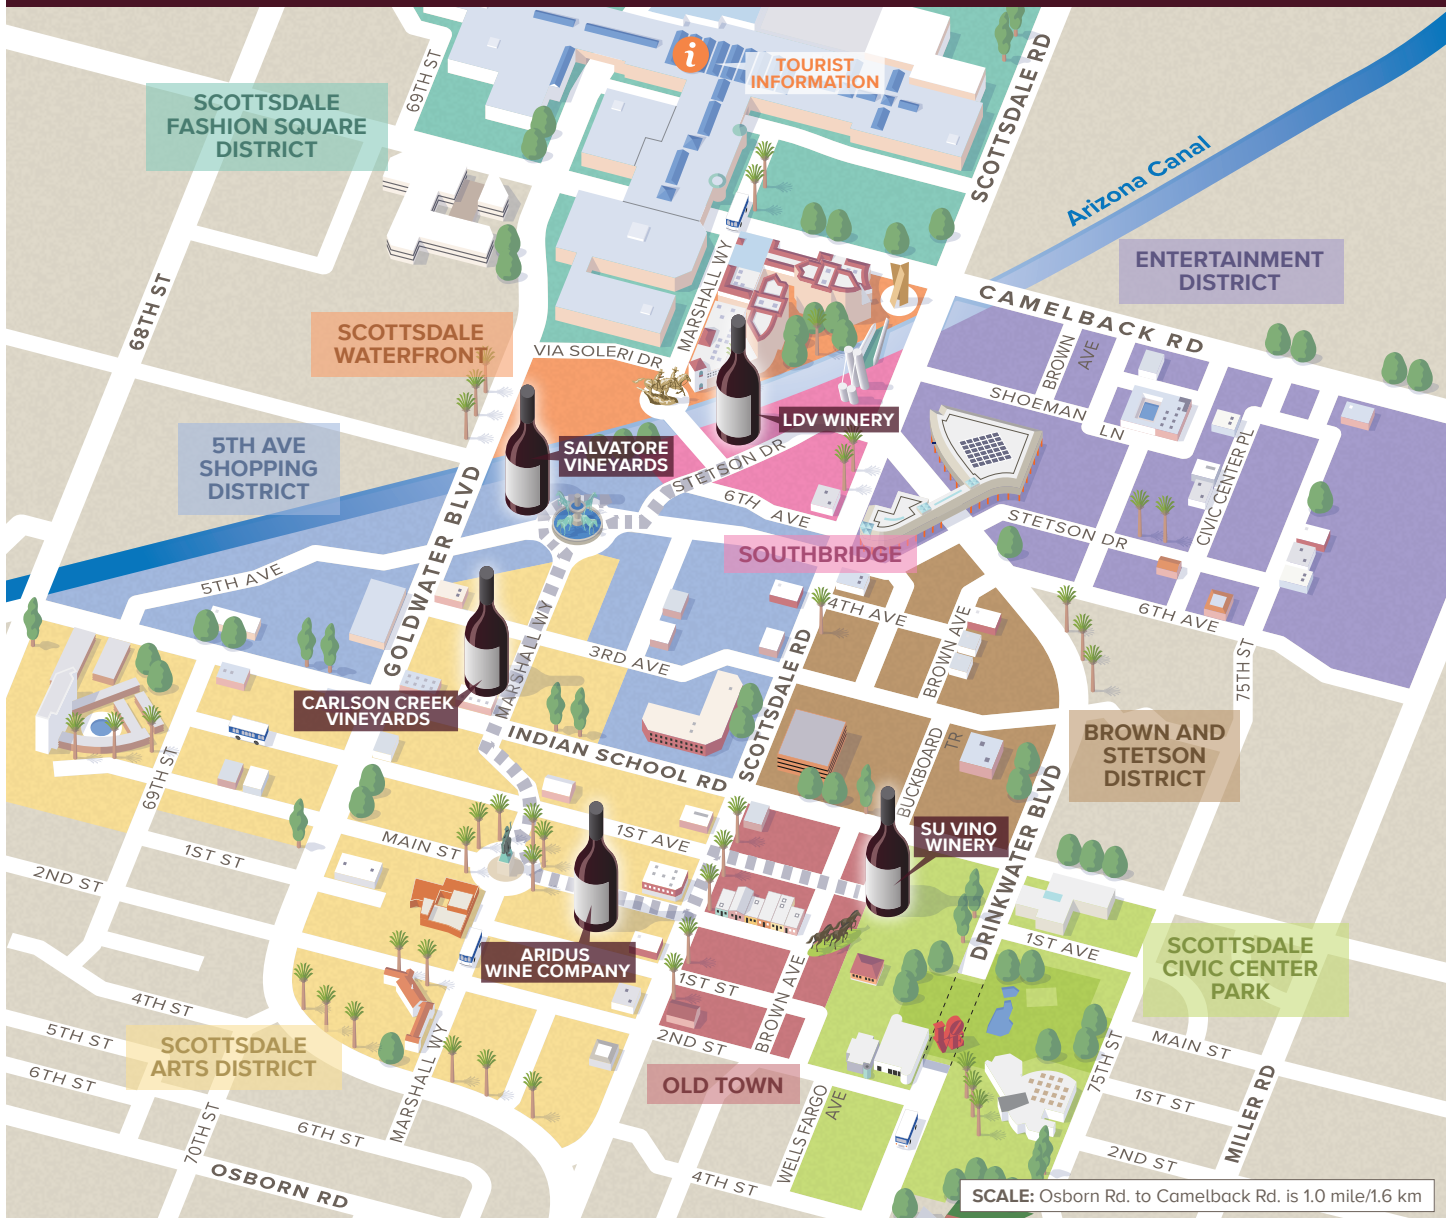 69TH ST
i
TOURIST
INFORMATION
SCOTTSDALE RD
SCOTTSDALE
FASHION SQUARE
DISTRICT
Arizona Canal
ENTERTAINMENT
DISTRICT
68TH ST
MARSHALL WY
CAMELBACK RD
SCOTTSDALE
WATERFRONT
VIA SOLERI DR
BROWN
AVE
SHOEMAN
LN
LDV WINERY
5TH AVE
SHOPPING
DISTRICT
SALVATORE
VINEYARDS
STETSON DR
6TH AVE
CIVIC CENTER PL
GOLDWATER BLVD
STETSON DR
SOUTHBRIDGE
5TH AVE
4TH AVE
6TH AVE
BROWN AVE
MARSHALL WY
3RD AVE
SCOTTSDALE RD
75TH ST
CARLSON CREEK
VINEYARDS
INDIAN SCHOOL RD
BUCKBOARD
TR
BROWN AND
STETSON
DISTRICT
69TH ST
DRINKWATER BLVD
MAIN ST
1ST AVE
SU VINO
WINERY
1ST ST
2ND ST
1ST AVE
SCOTTSDALE
CIVIC CENTER
PARK
ARIDUS
WINE COMPANY
1ST ST
BROWN AVE
4TH ST
5TH ST
6TH ST
SCOTTSDALE
ARTS DISTRICT
MARSHALL WY
2ND ST
OLD TOWN
MAIN ST
75TH ST
1ST ST
MILLER RD
WELLS FARGO
AVE
70TH ST
6TH ST
OSBORN RD
4TH ST
2ND ST
SCALE: Osborn Rd. to Camelback Rd. is 1.0 mile/1.6 km